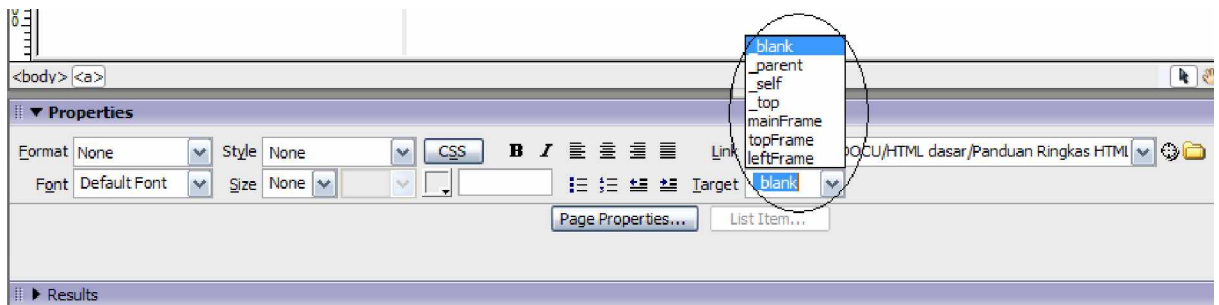 _blank
_parent
_self
_top
mainFrame
topFrame
leftFrame
<body> <a>
Properties
Format None Style None CSS B I Link OCU/HTML dasar/Panduan Ringkas HTML
Font Default Font Size None Target _blank
Page Properties... List Item...
Results